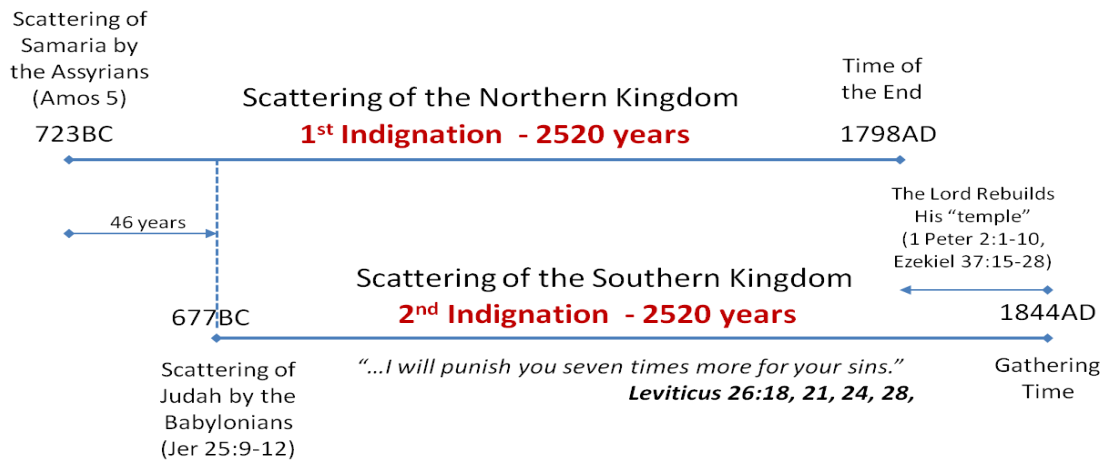 Scattering of
Samaria by
the Assyrians
(Amos 5)
723BC
Scattering of the Northern Kingdom
1st Indignation - 2520 years
Time of
the End
1798AD
46 years
The Lord Rebuilds
His “temple”
(1 Peter 2:1-10,
Ezekiel 37:15-28)
Scattering of the Southern Kingdom
2nd Indignation - 2520 years
677BC
1844AD
Scattering of
Judah by the
Babylonians
(Jer 25:9-12)
“...I will punish you seven times more for your sins.”
Leviticus 26:18, 21, 24, 28,
Gathering
Time